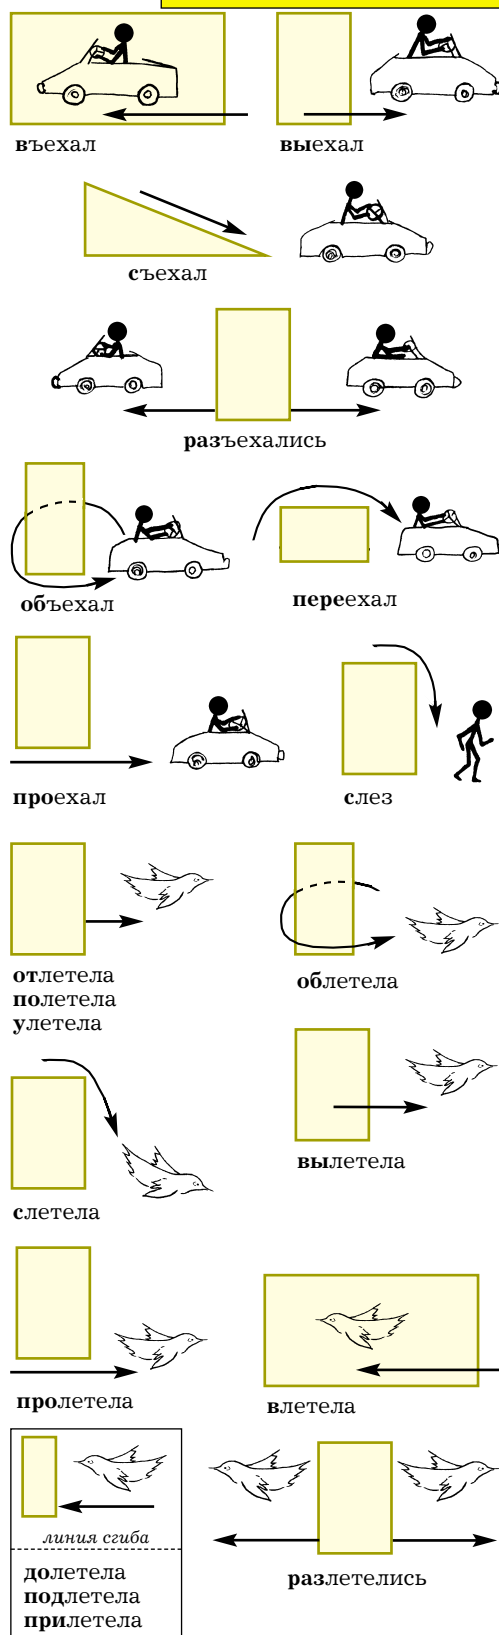 въехал
выехал
съехал
разъехались
объехал
переехал
проехал
слез
отлетела
полетела
улетела
облетела
вылетела
слетела
пролетела
влетела
линия сгиба
долетела
подлетела
прилетела
разлетелись